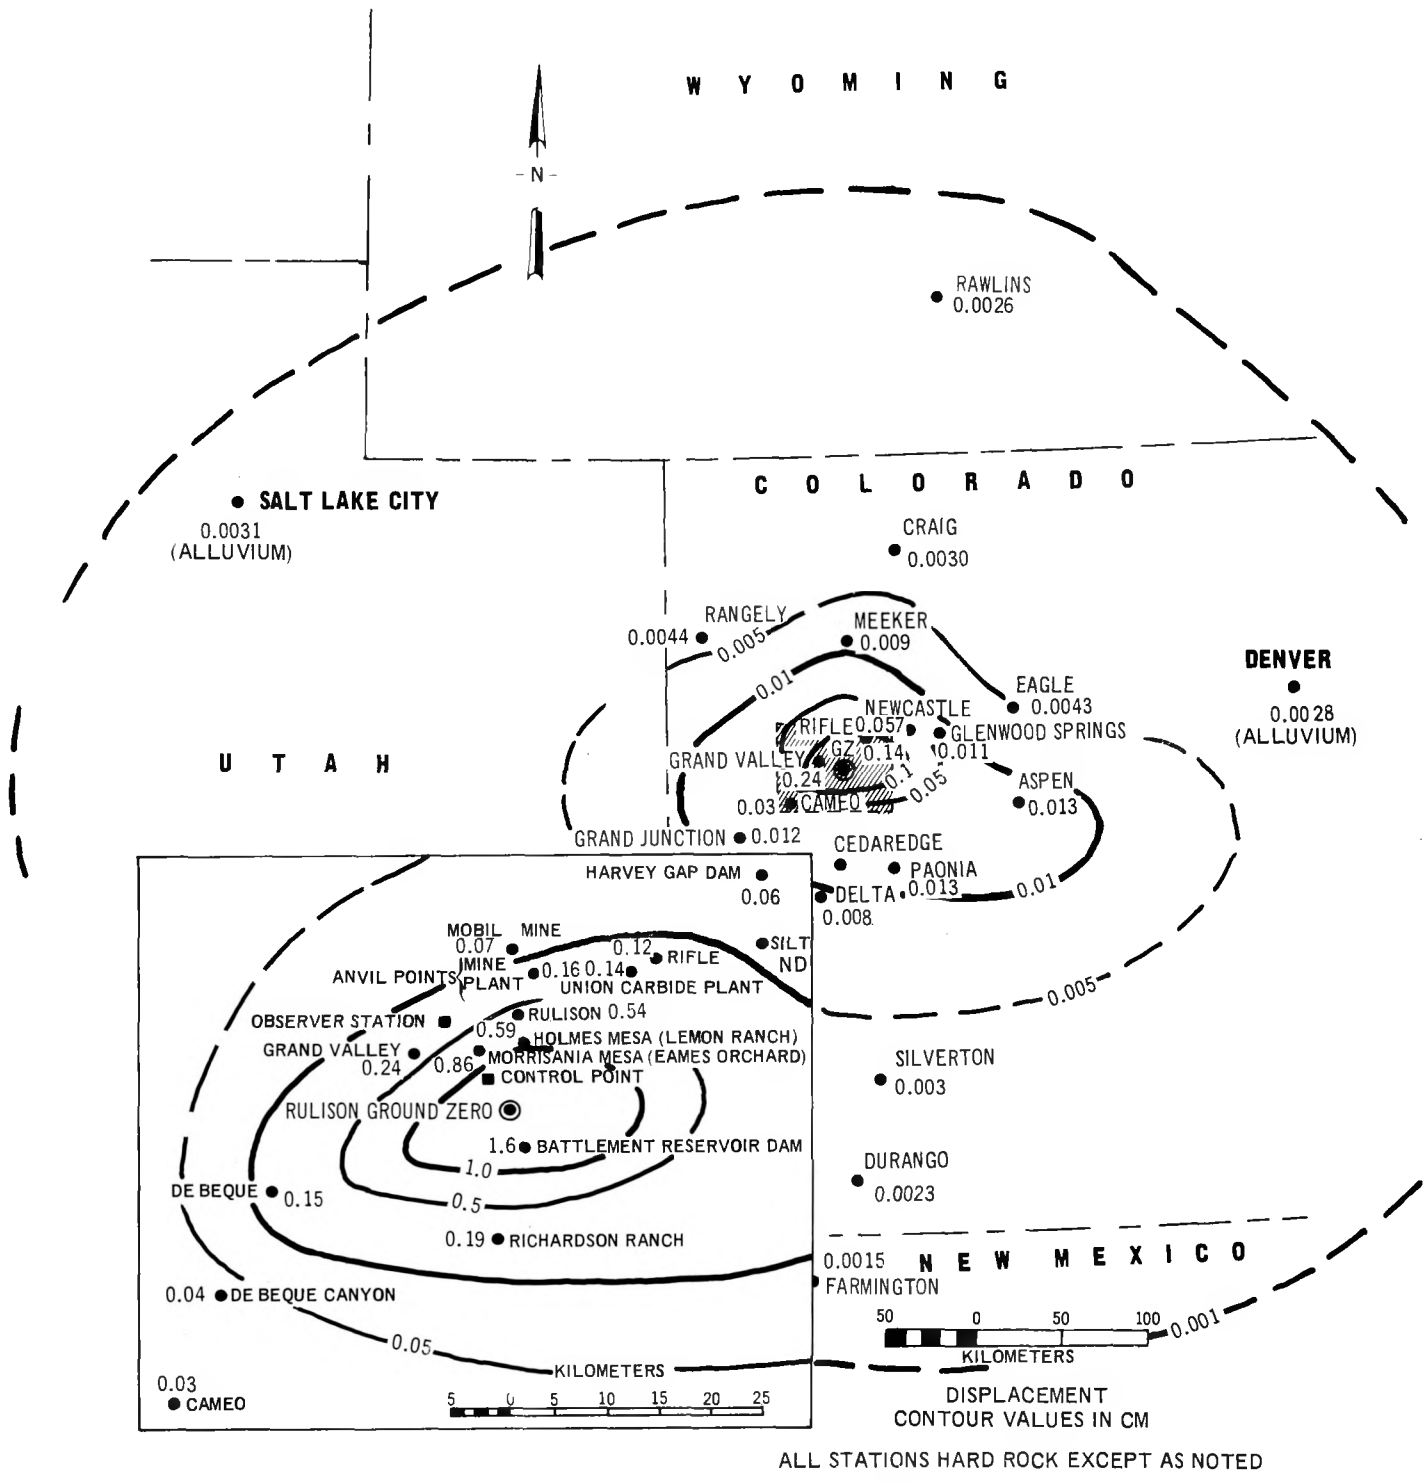 W Y O M I N G
- N -
RAWLINS
0.0026
SALT LAKE CITY
0.0031
(ALLUVIUM)
C O L O R A D O
CRAIG
0.0030
RANGELY
0.0044
0.005
MEEKER
0.009
DENVER
0.0028
(ALLUVIUM)
0.01
EAGLE
0.0043
NEWCASTLE
RIFLE 0.057
GLENWOOD SPRINGS
0.011
U T A H
GRAND VALLEY
GZ
0.14
0.24
0.1
0.05
ASPEN
0.013
0.03
CAMEO
GRAND JUNCTION
0.012
CEDAREDGE
PAONIA
0.013
0.01
DELTA
0.008
0.005
SILVERTON
0.003
DURANGO
0.0023
N E W M E X I C O
0.0015
FARMINGTON
0.001
50 0 50 100
KILOMETERS
DISPLACEMENT
CONTOUR VALUES IN CM
ALL STATIONS HARD ROCK EXCEPT AS NOTED
HARVEY GAP DAM
0.06
MOBIL MINE
0.07
0.12
RIFLE
SILT
ND
ANVIL POINTS
MINE
PLANT
0.16
0.14
UNION CARBIDE PLANT
OBSERVER STATION
RULISON 0.54
0.59
HOLMES MESA (LEMON RANCH)
GRAND VALLEY
0.24
0.86
MORRISANIA MESA (EAMES ORCHARD)
CONTROL POINT
RULISON GROUND ZERO
1.6
BATTLEMENT RESERVOIR DAM
1.0
DE BEQUE
0.15
0.5
0.19
RICHARDSON RANCH
0.04
DE BEQUE CANYON
0.05
KILOMETERS
0.03
CAMEO
5 0 5 10 15 20 25